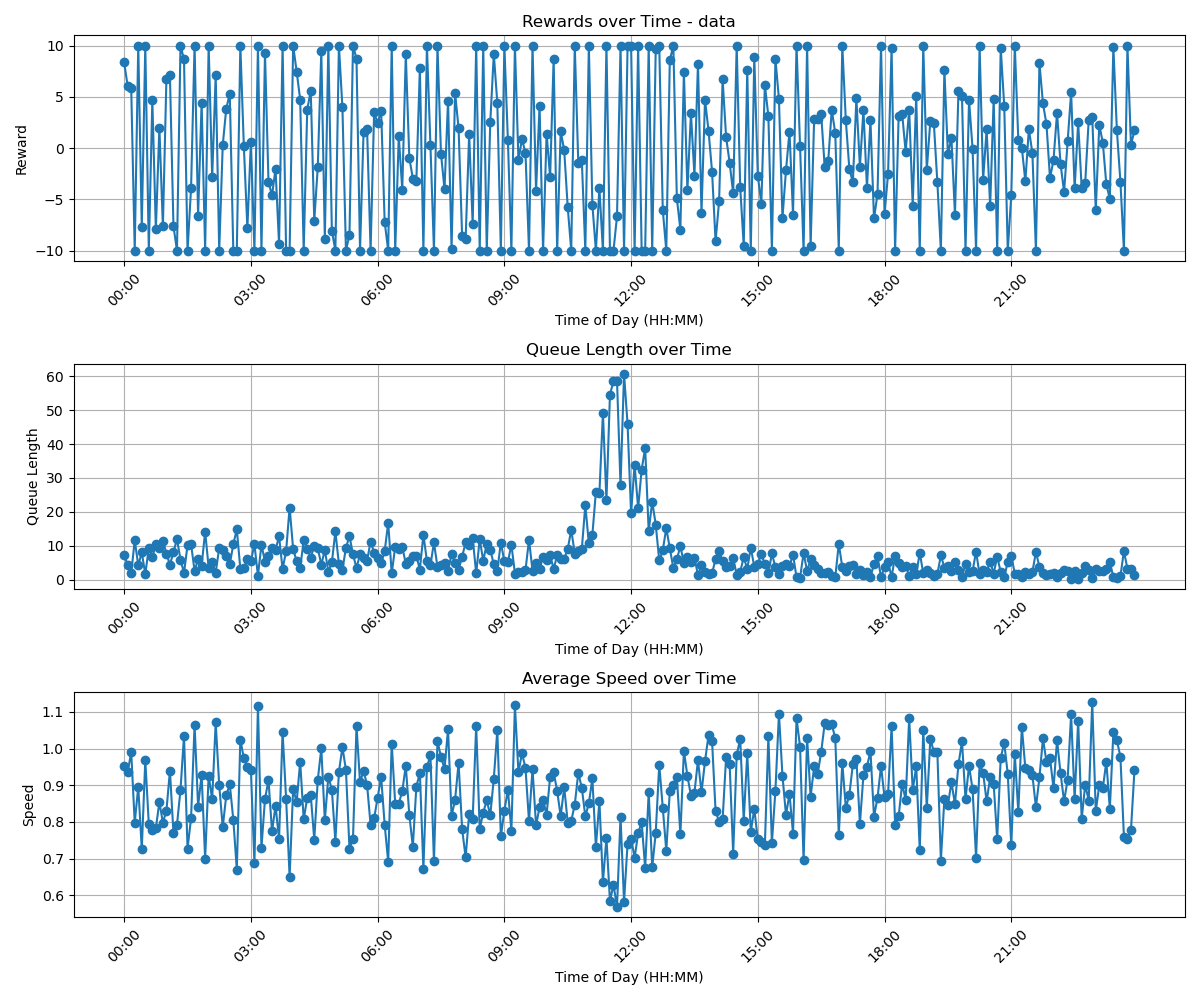 Rewards over Time - data
10
5
0
−5
−10
Reward
00:00 03:00 06:00 09:00 12:00 15:00 18:00 21:00
Time of Day (HH:MM)
Queue Length over Time
60
50
40
30
20
10
0
Queue Length
00:00 03:00 06:00 09:00 12:00 15:00 18:00 21:00
Time of Day (HH:MM)
Average Speed over Time
1.1
1.0
0.9
0.8
0.7
0.6
Speed
00:00 03:00 06:00 09:00 12:00 15:00 18:00 21:00
Time of Day (HH:MM)